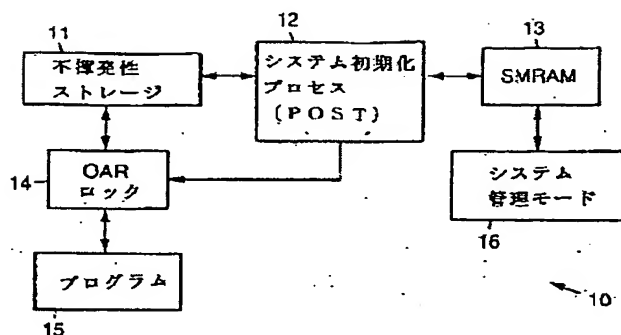 11
不揮発性
ストレージ
12
システム初期化
プロセス
(POST)
13
SMRAM
14
OAR
ロック
システム
管理モード
16
プログラム
15
10